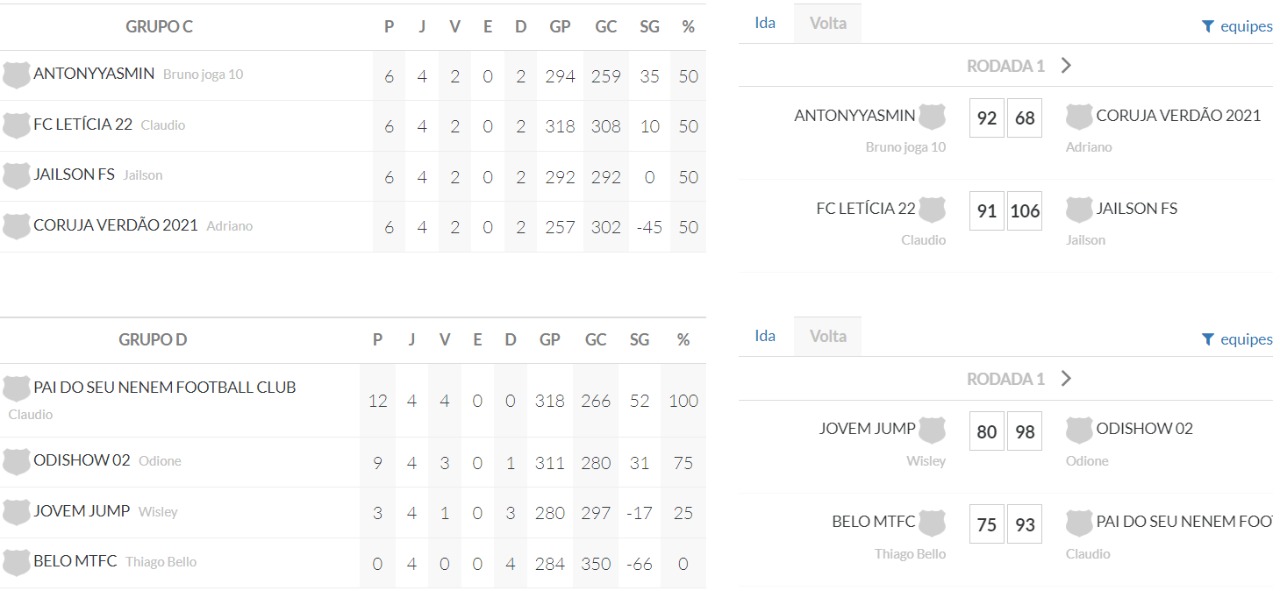 GRUPO C P J V E D GP GC SG %
ANTONYYASMIN Bruno joga 10 6 4 2 0 2 294 259 35 50
FC LETÍCIA 22 Claudio 6 4 2 0 2 318 308 10 50
JAILSON FS Jailson 6 4 2 0 2 292 292 0 50
CORUJA VERDÃO 2021 Adriano 6 4 2 0 2 257 302 -45 50
Ida Volta equipes
RODADA 1
ANTONYYASMIN 92 68 CORUJA VERDÃO 2021
Bruno joga 10 Adriano
FC LETÍCIA 22 91 106 JAILSON FS
Claudio Jailson
GRUPO D P J V E D GP GC SG %
PAI DO SEU NENEM FOOTBALL CLUB 12 4 4 0 0 318 266 52 100
Claudio
ODISHOW 02 Odione 9 4 3 0 1 311 280 31 75
JOVEM JUMP Wisley 3 4 1 0 3 280 297 -17 25
BELO MTFC Thiago Bello 0 4 0 0 4 284 350 -66 0
Ida Volta equipes
RODADA 1
JOVEM JUMP 80 98 ODISHOW 02
Wisley Odione
BELO MTFC 75 93 PAI DO SEU NENEM FOO
Thiago Bello Claudio